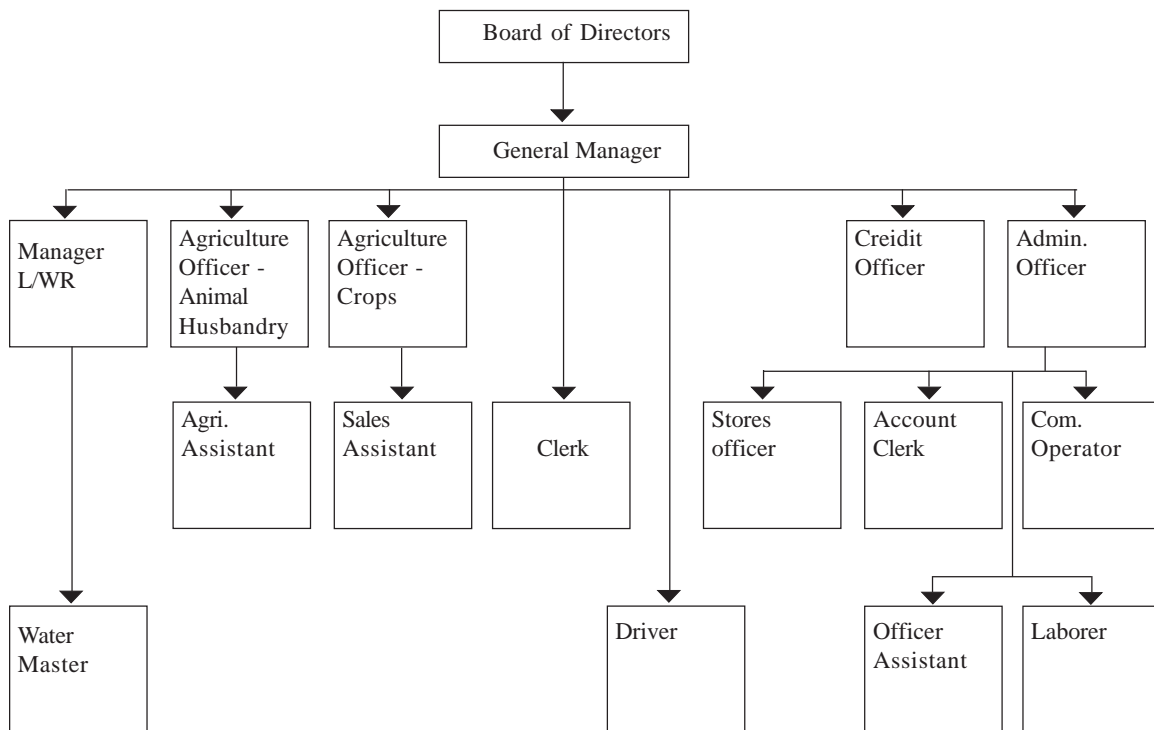 Board of Directors
General Manager
Manager
L/WR
Agriculture
Officer -
Animal
Husbandry
Agriculture
Officer -
Crops
Creidit
Officer
Admin.
Officer
Agri.
Assistant
Sales
Assistant
Clerk
Stores
officer
Account
Clerk
Com.
Operator
Water
Master
Driver
Officer
Assistant
Laborer